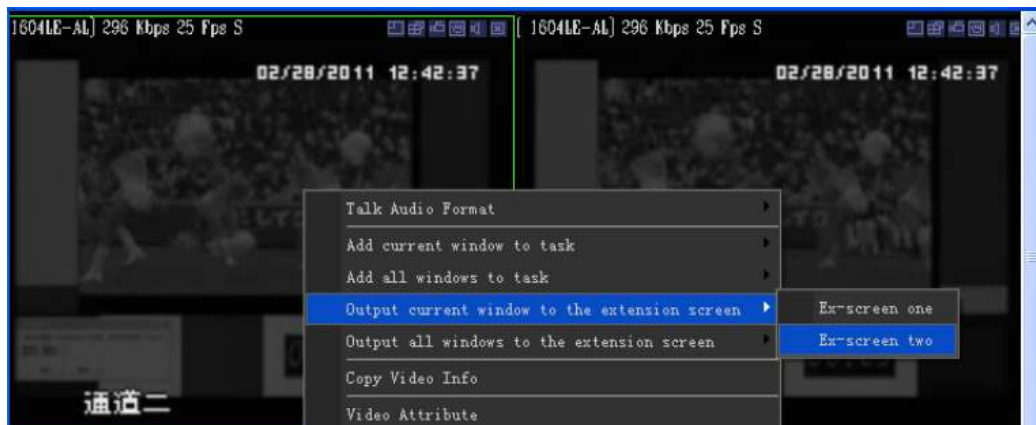 1604LE-AL] 296 Kbps 25 Fps S
[ 1604LE-AL] 296 Kbps 25 Fps S
02/28/2011 12:42:37
02/28/2011 12:42:37
Talk Audio Format
Add current window to task
Add all windows to task
Output current window to the extension screen
Ex-screen one
Output all windows to the extension screen
Ex-screen two
Copy Video Info
通道二
Video Attribute